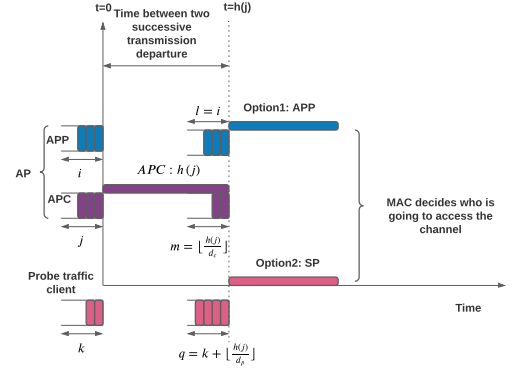 t=0
t=h(j)
Time between two
successive
transmission
departure
l = i
Option1: APP
APP
i
AP
APC : h(j)
APC
j
m = ⌊h(j)/d_c⌋
MAC decides who is
going to access the
channel
Option2: SP
Probe traffic
client
Time
k
q = k + ⌊h(j)/d_p⌋